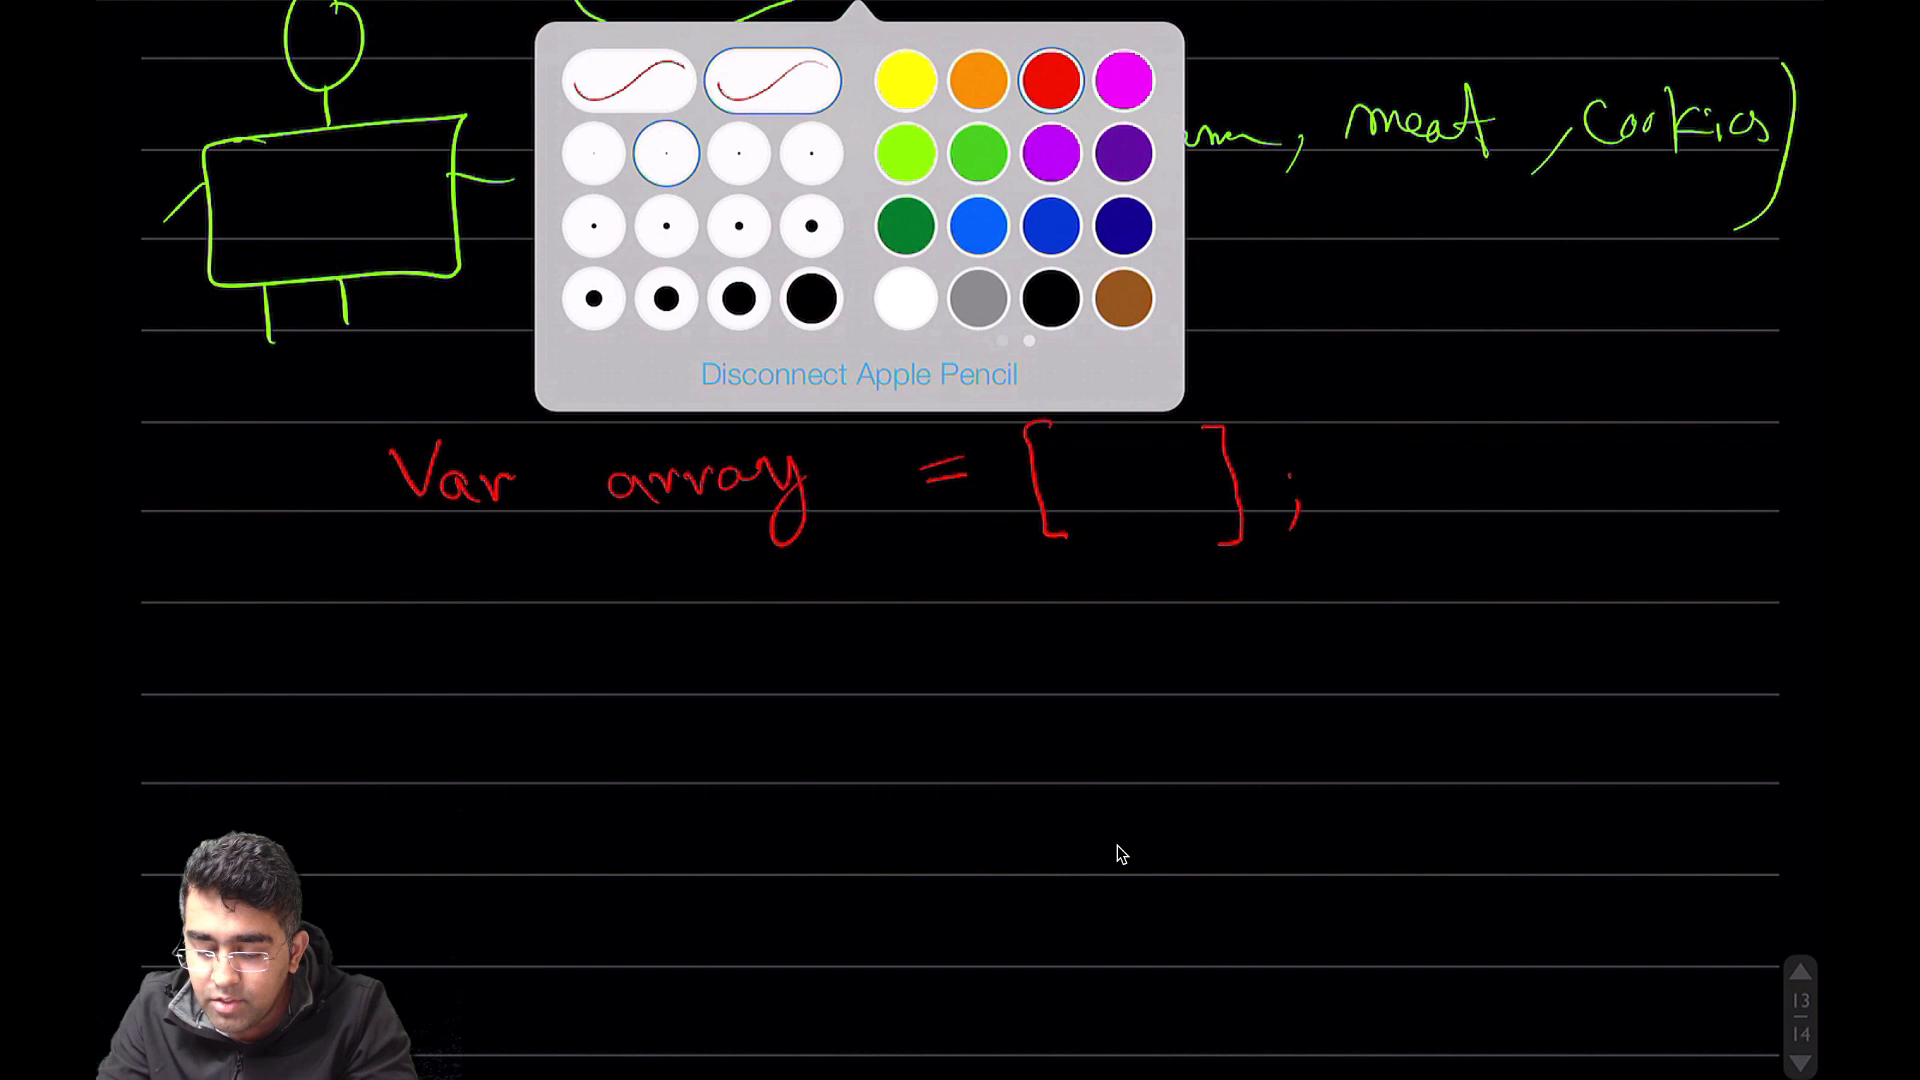 , meat , Cookies )
Disconnect Apple Pencil
Var array = [ ] ;
13
14